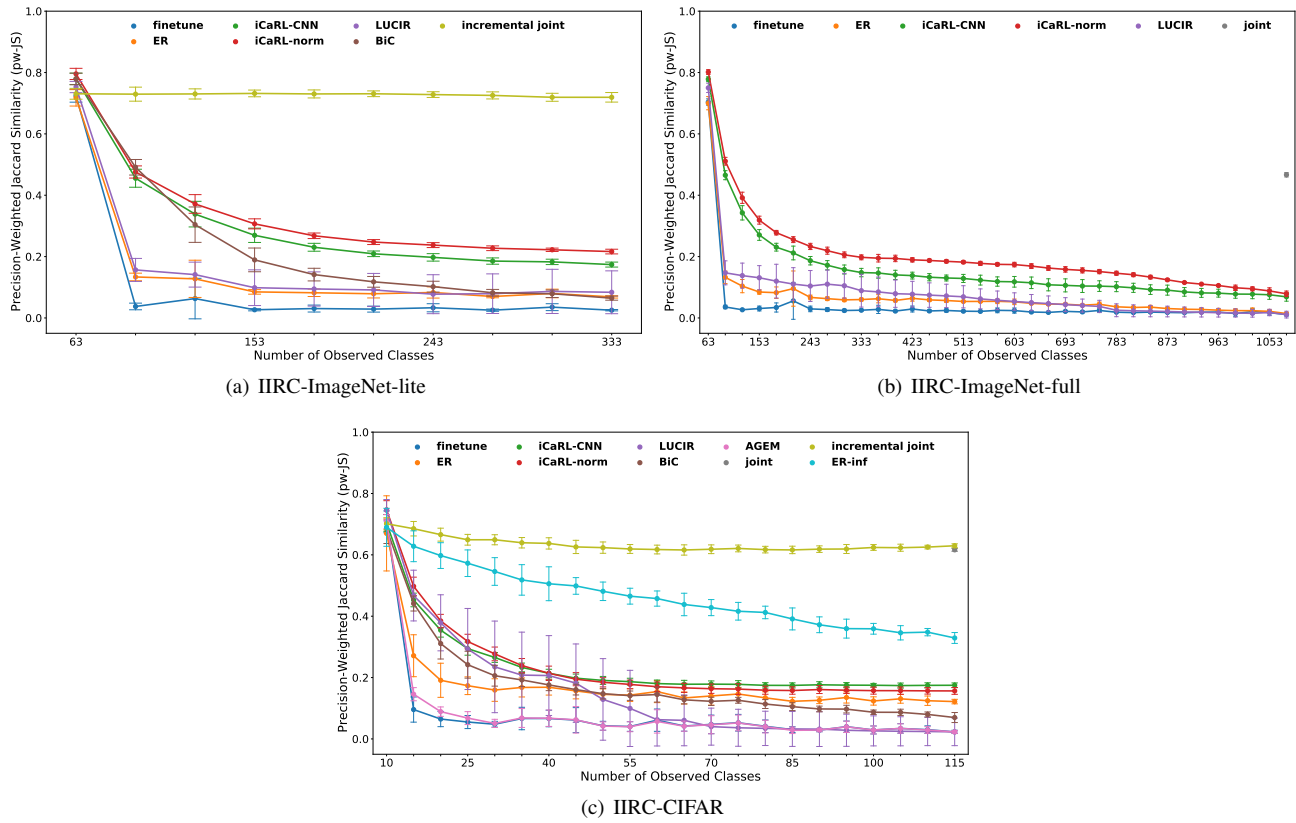 finetune ER iCaRL-CNN iCaRL-norm LUCIR BiC incremental joint
Precision-Weighted Jaccard Similarity (pw-JS)
1.0
0.8
0.6
0.4
0.2
0.0
63 153 243 333
Number of Observed Classes
(a) IIRC-ImageNet-lite
finetune ER iCaRL-CNN iCaRL-norm LUCIR joint
Precision-Weighted Jaccard Similarity (pw-JS)
1.0
0.8
0.6
0.4
0.2
0.0
63 153 243 333 423 513 603 693 783 873 963 1053
Number of Observed Classes
(b) IIRC-ImageNet-full
finetune iCaRL-CNN LUCIR AGEM incremental joint
ER iCaRL-norm BiC joint ER-inf
Precision-Weighted Jaccard Similarity (pw-JS)
1.0
0.8
0.6
0.4
0.2
0.0
10 25 40 55 70 85 100 115
Number of Observed Classes
(c) IIRC-CIFAR